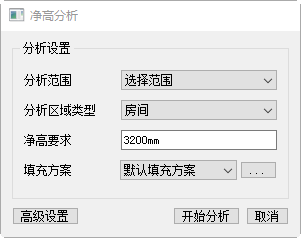 净高分析
分析设置
分析范围 选择范围
分析区域类型 房间
净高要求 3200mm
填充方案 默认填充方案 ...
高级设置 开始分析 取消